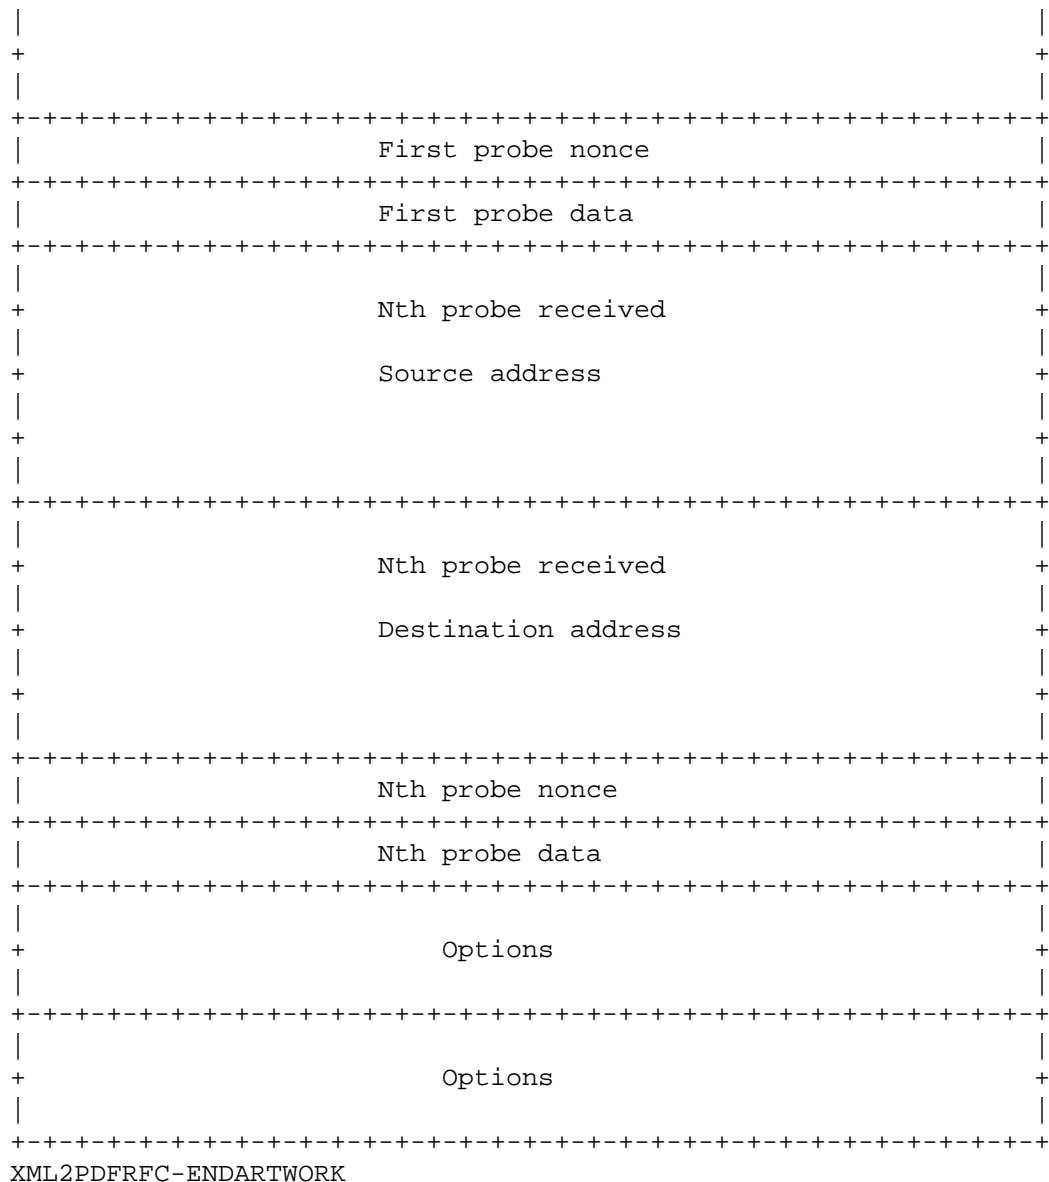 |                                                               |
+                                                               +
|                                                               |
+-+-+-+-+-+-+-+-+-+-+-+-+-+-+-+-+-+-+-+-+-+-+-+-+-+-+-+-+-+-+-+-+
|                      First probe nonce                        |
+-+-+-+-+-+-+-+-+-+-+-+-+-+-+-+-+-+-+-+-+-+-+-+-+-+-+-+-+-+-+-+-+
|                      First probe data                         |
+-+-+-+-+-+-+-+-+-+-+-+-+-+-+-+-+-+-+-+-+-+-+-+-+-+-+-+-+-+-+-+-+
|                                                               |
+                      Nth probe received                       +
|                                                               |
+                      Source address                           +
|                                                               |
+                                                               +
|                                                               |
+-+-+-+-+-+-+-+-+-+-+-+-+-+-+-+-+-+-+-+-+-+-+-+-+-+-+-+-+-+-+-+-+
|                                                               |
+                      Nth probe received                       +
|                                                               |
+                      Destination address                      +
|                                                               |
+                                                               +
|                                                               |
+-+-+-+-+-+-+-+-+-+-+-+-+-+-+-+-+-+-+-+-+-+-+-+-+-+-+-+-+-+-+-+-+
|                      Nth probe nonce                          |
+-+-+-+-+-+-+-+-+-+-+-+-+-+-+-+-+-+-+-+-+-+-+-+-+-+-+-+-+-+-+-+-+
|                      Nth probe data                           |
+-+-+-+-+-+-+-+-+-+-+-+-+-+-+-+-+-+-+-+-+-+-+-+-+-+-+-+-+-+-+-+-+
|                                                               |
+                          Options                              +
|                                                               |
+-+-+-+-+-+-+-+-+-+-+-+-+-+-+-+-+-+-+-+-+-+-+-+-+-+-+-+-+-+-+-+-+
|                                                               |
+                          Options                              +
|                                                               |
+-+-+-+-+-+-+-+-+-+-+-+-+-+-+-+-+-+-+-+-+-+-+-+-+-+-+-+-+-+-+-+-+
XML2PDFRFC-ENDARTWORK